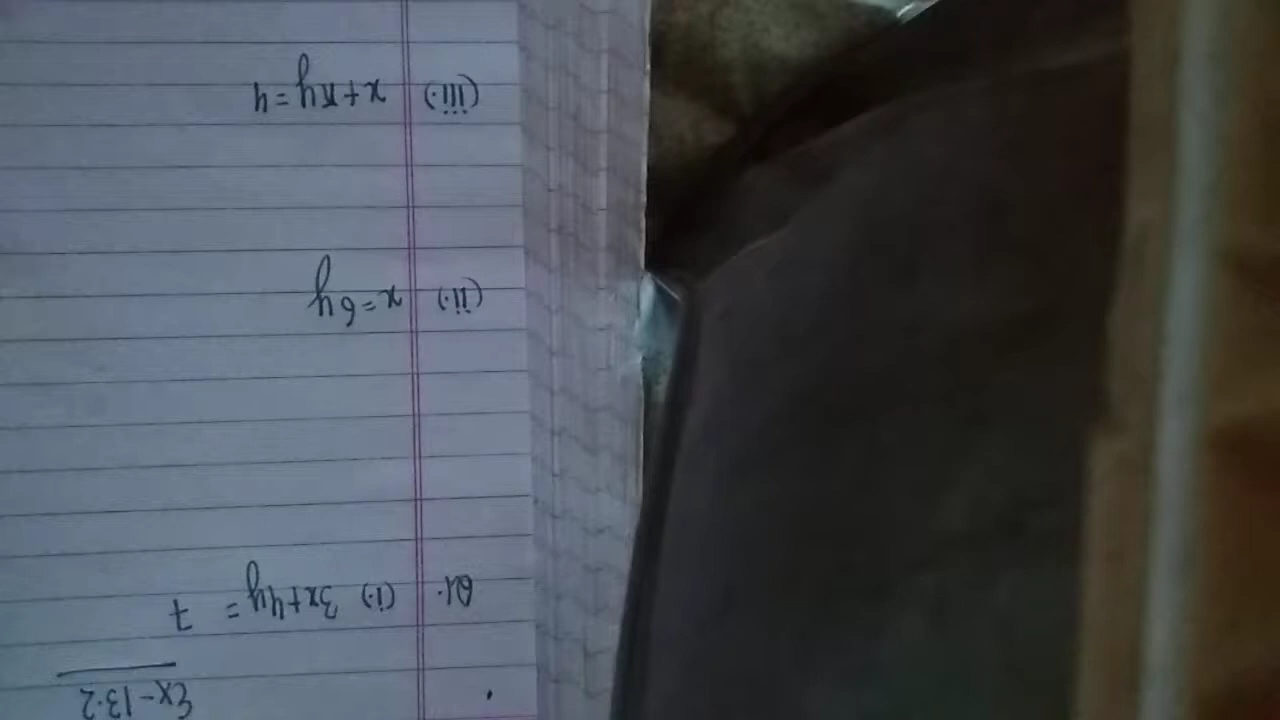 Ex-13.2
Q1. (i) 3x+4y = 7
(ii) x=6y
(iii) x+πy=4